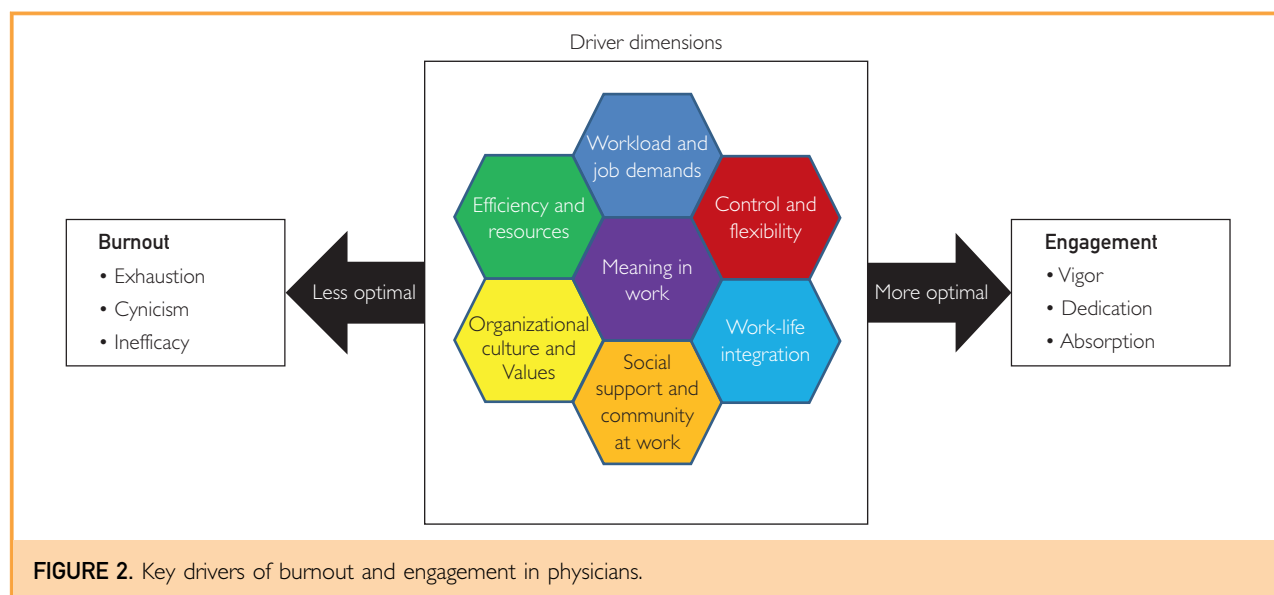 Driver dimensions
Workload and
job demands
Efficiency and
resources
Control and
flexibility
Meaning in
work
Organizational
culture and
Values
Work-life
integration
Social
support and
community
at work
Burnout
• Exhaustion
• Cynicism
• Inefficacy
Less optimal
More optimal
Engagement
• Vigor
• Dedication
• Absorption
FIGURE 2. Key drivers of burnout and engagement in physicians.